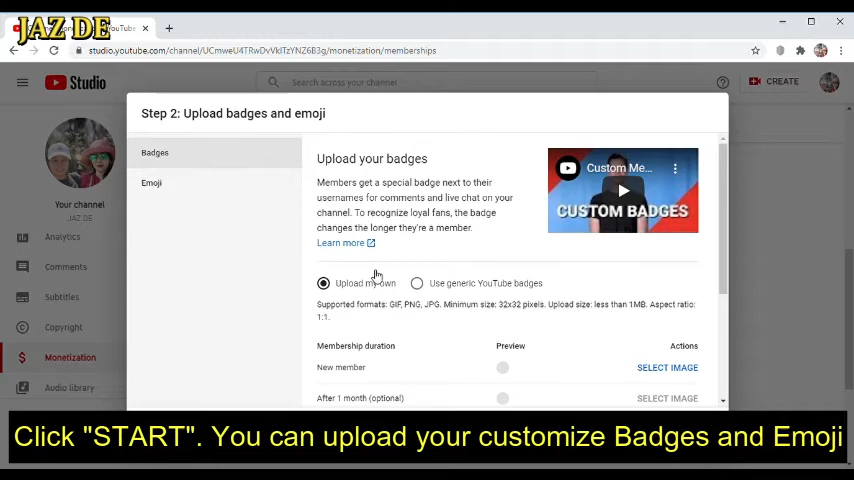 JAZ DE
YouTube
studio.youtube.com/channel/UCmweU4TRwDvVklTzYNZ6B3g/monetization/memberships
Studio
Search across your channel
CREATE
Step 2: Upload badges and emoji
Badges
Emoji
Upload your badges
Members get a special badge next to their
usernames for comments and live chat on your
channel. To recognize loyal fans, the badge
changes the longer they're a member.
Learn more
Custom Me...
CUSTOM BADGES
Upload my own
Use generic YouTube badges
Supported formats: GIF, PNG, JPG. Minimum size: 32x32 pixels. Upload size: less than 1MB. Aspect ratio:
1:1.
Membership duration Preview Actions
New member SELECT IMAGE
After 1 month (optional) SELECT IMAGE
Your channel
JAZ DE
Analytics
Comments
Subtitles
Copyright
Monetization
Audio library
Click "START". You can upload your customize Badges and Emoji